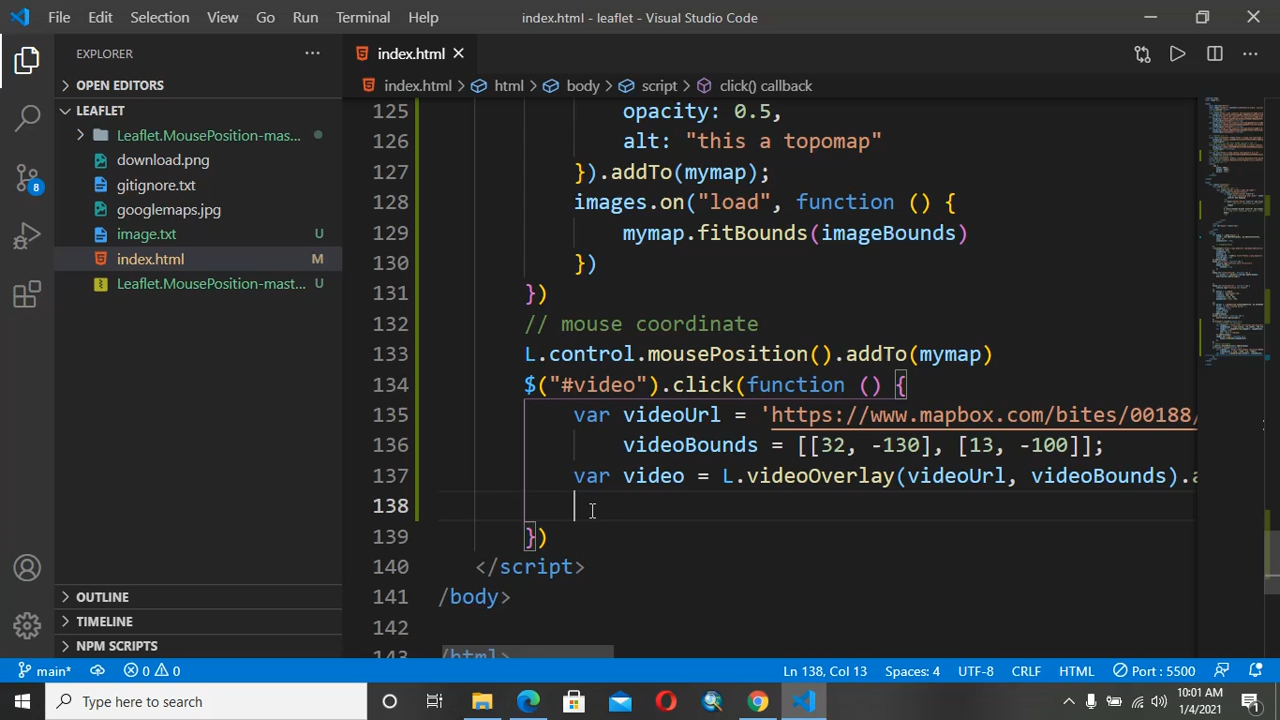 File Edit Selection View Go Run Terminal Help index.html - leaflet - Visual Studio Code
EXPLORER
index.html
OPEN EDITORS
index.html html body script click() callback
LEAFLET
Leaflet.MousePosition-mas...
download.png
gitignore.txt
googlemaps.jpg
image.txt U
index.html M
Leaflet.MousePosition-mast... U
8
125 opacity: 0.5,
126 alt: "this a topomap"
127 }).addTo(mymap);
128 images.on("load", function () {
129 mymap.fitBounds(imageBounds)
130 })
131 })
132 // mouse coordinate
133 L.control.mousePosition().addTo(mymap)
134 $("#video").click(function () {
135 var videoUrl = 'https://www.mapbox.com/bites/00188/
136 videoBounds = [[32, -130], [13, -100]];
137 var video = L.videoOverlay(videoUrl, videoBounds).a
138
139 })
140 </script>
141 /body>
142
143 /html>
OUTLINE
TIMELINE
NPM SCRIPTS
main* 0 0 Ln 138, Col 13 Spaces: 4 UTF-8 CRLF HTML Port : 5500
Type here to search
10:01 AM
1/4/2021
1